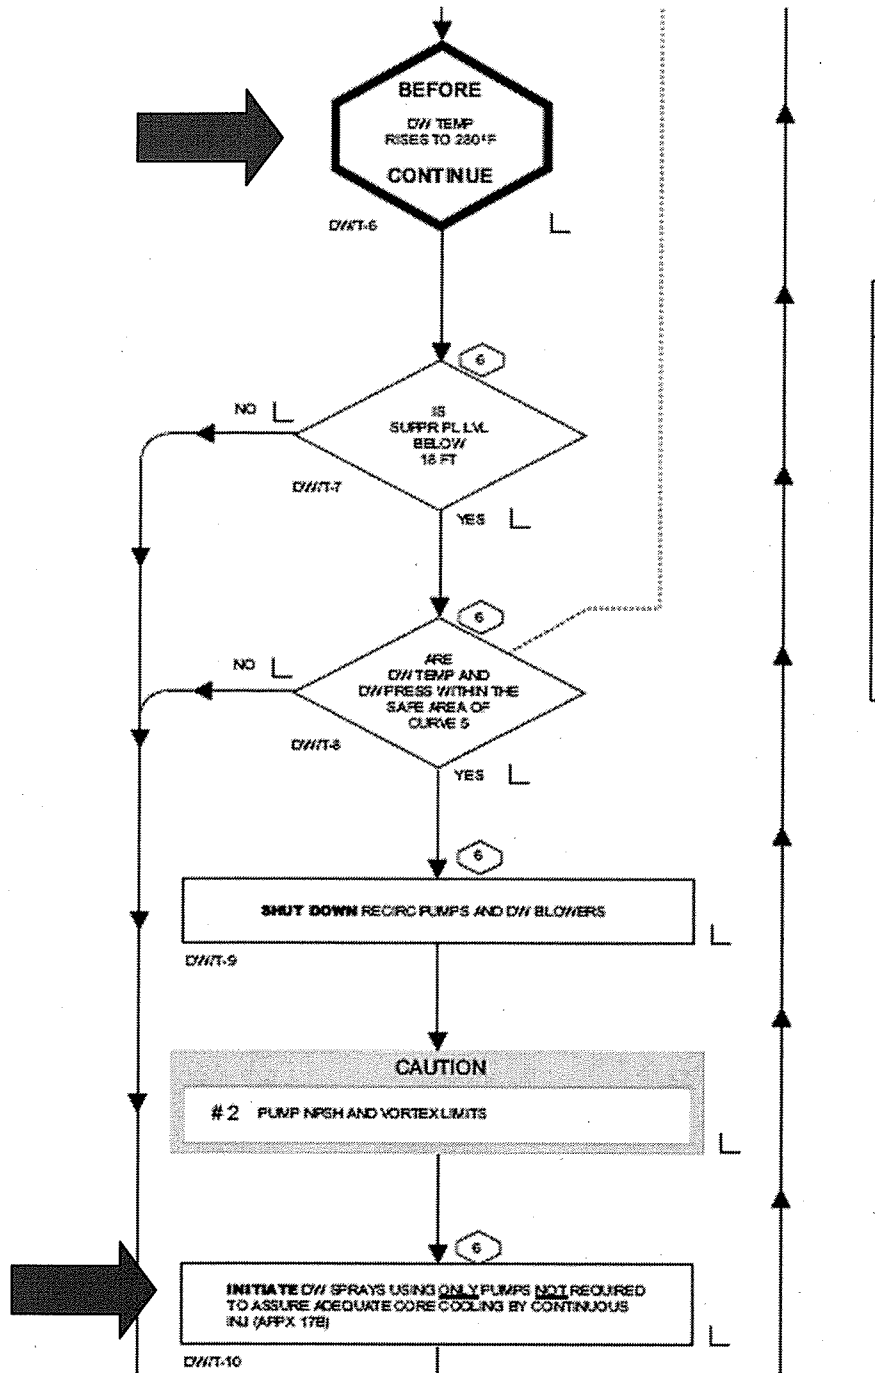 BEFORE
DW TEMP
RISES TO 280°F
CONTINUE
DW/T-6
6
NO
IS
SUPPR PL LVL
BELOW
18 FT
DW/T-7
YES
6
NO
ARE
DW TEMP AND
DW PRESS WITHIN THE
SAFE AREA OF
CURVE 5
DW/T-8
YES
6
SHUT DOWN RECIRC PUMPS AND DW BLOWERS
DW/T-9
CAUTION
#2 PUMP NPSH AND VORTEX LIMITS
6
INITIATE DW SPRAYS USING ONLY PUMPS NOT REQUIRED
TO ASSURE ADEQUATE CORE COOLING BY CONTINUOUS
INJ (APPX 17B)
DW/T-10